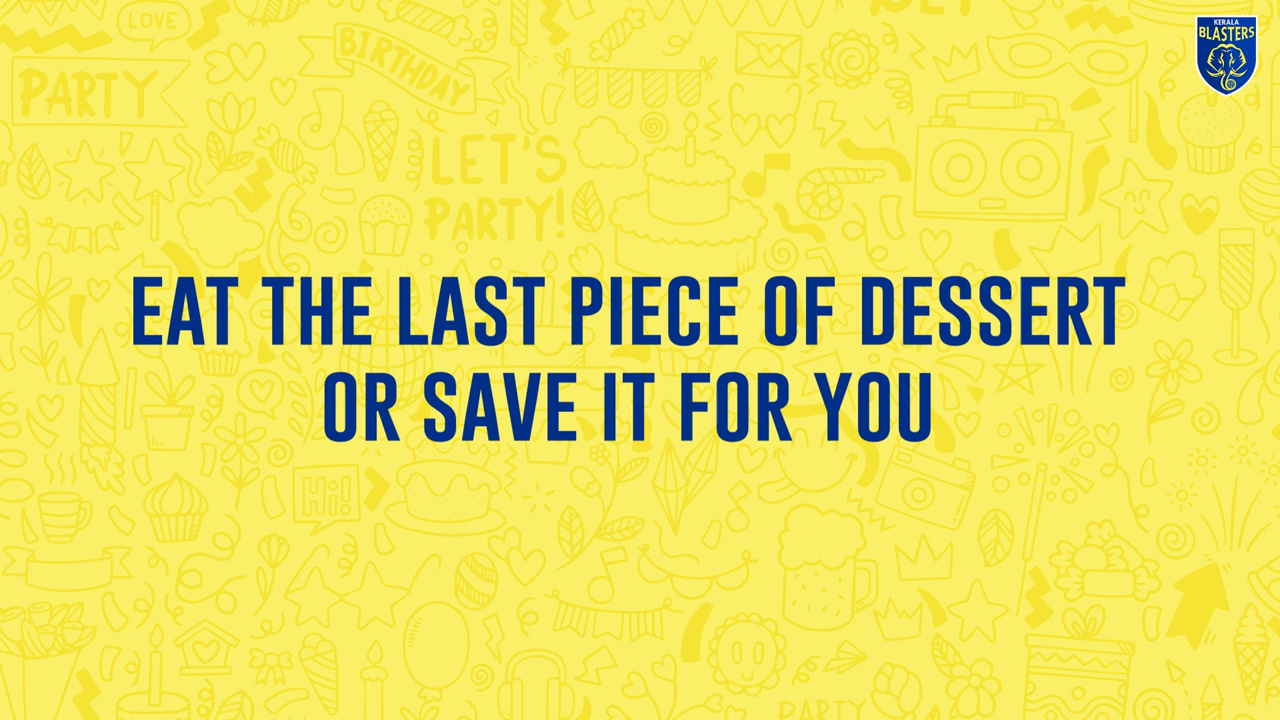 LOVE
BIRTHDAY
PARTY
LET'S
PARTY!
KERALA
BLASTERS
EAT THE LAST PIECE OF DESSERT
OR SAVE IT FOR YOU
Hi!
PARTY